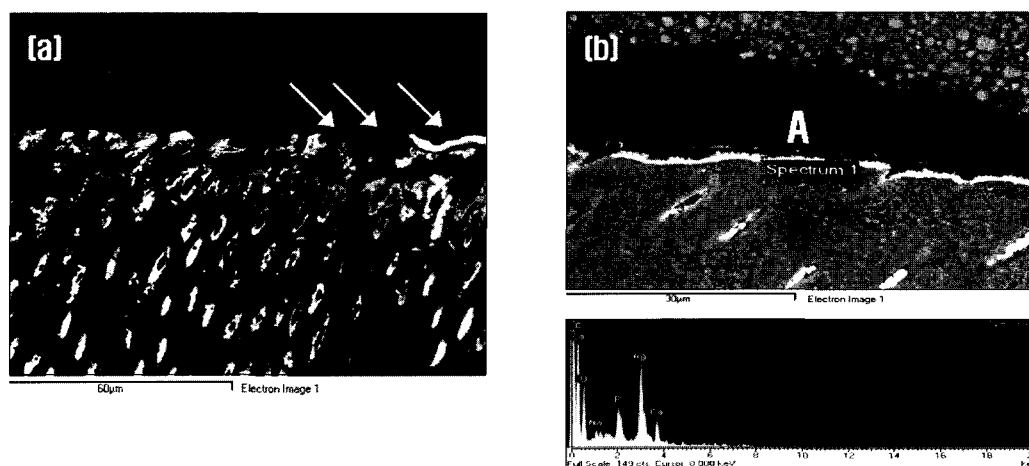 [a]
60µm
Electron Image 1
[b]
A
Spectrum 1
30µm
Electron Image 1
P
0 2 4 6 8 10 12 14 16 18
Full Scale 149 cts Cursor: 0.000 keV